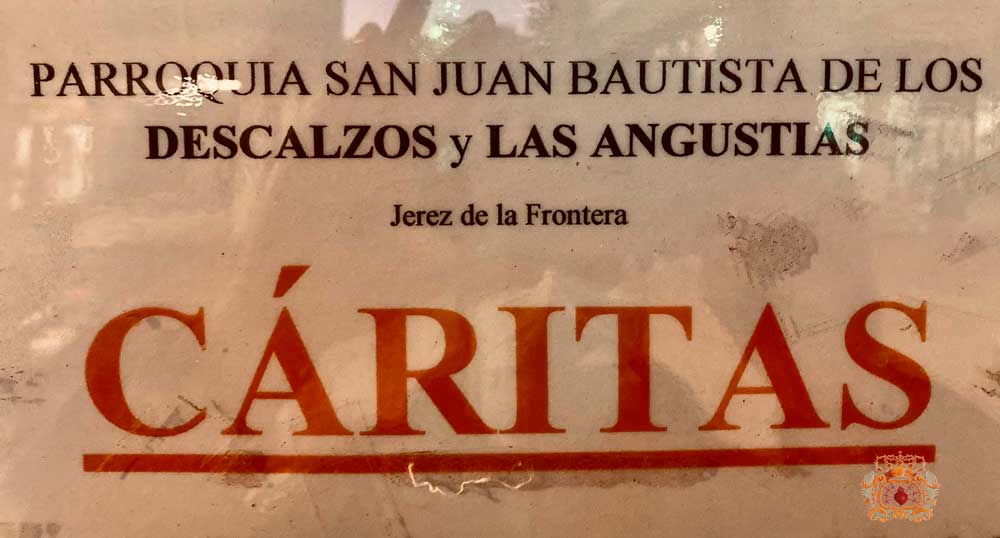 PARROQUIA SAN JUAN BAUTISTA DE LOS
DESCALZOS y LAS ANGUSTIAS
Jerez de la Frontera
CÁRITAS